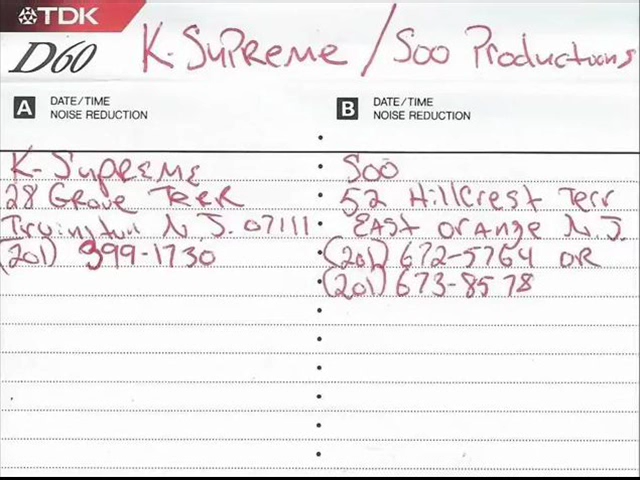 TDK
D60
K-Supreme / Soo Productions
A DATE/TIME
NOISE REDUCTION
B DATE/TIME
NOISE REDUCTION
K-Supreme
28 Grove Terr
Irvington N.J. 07111
(201) 399-1730
Soo
52 Hillcrest Terr
East Orange N.J.
(201) 672-5764 OR
(201) 673-8578